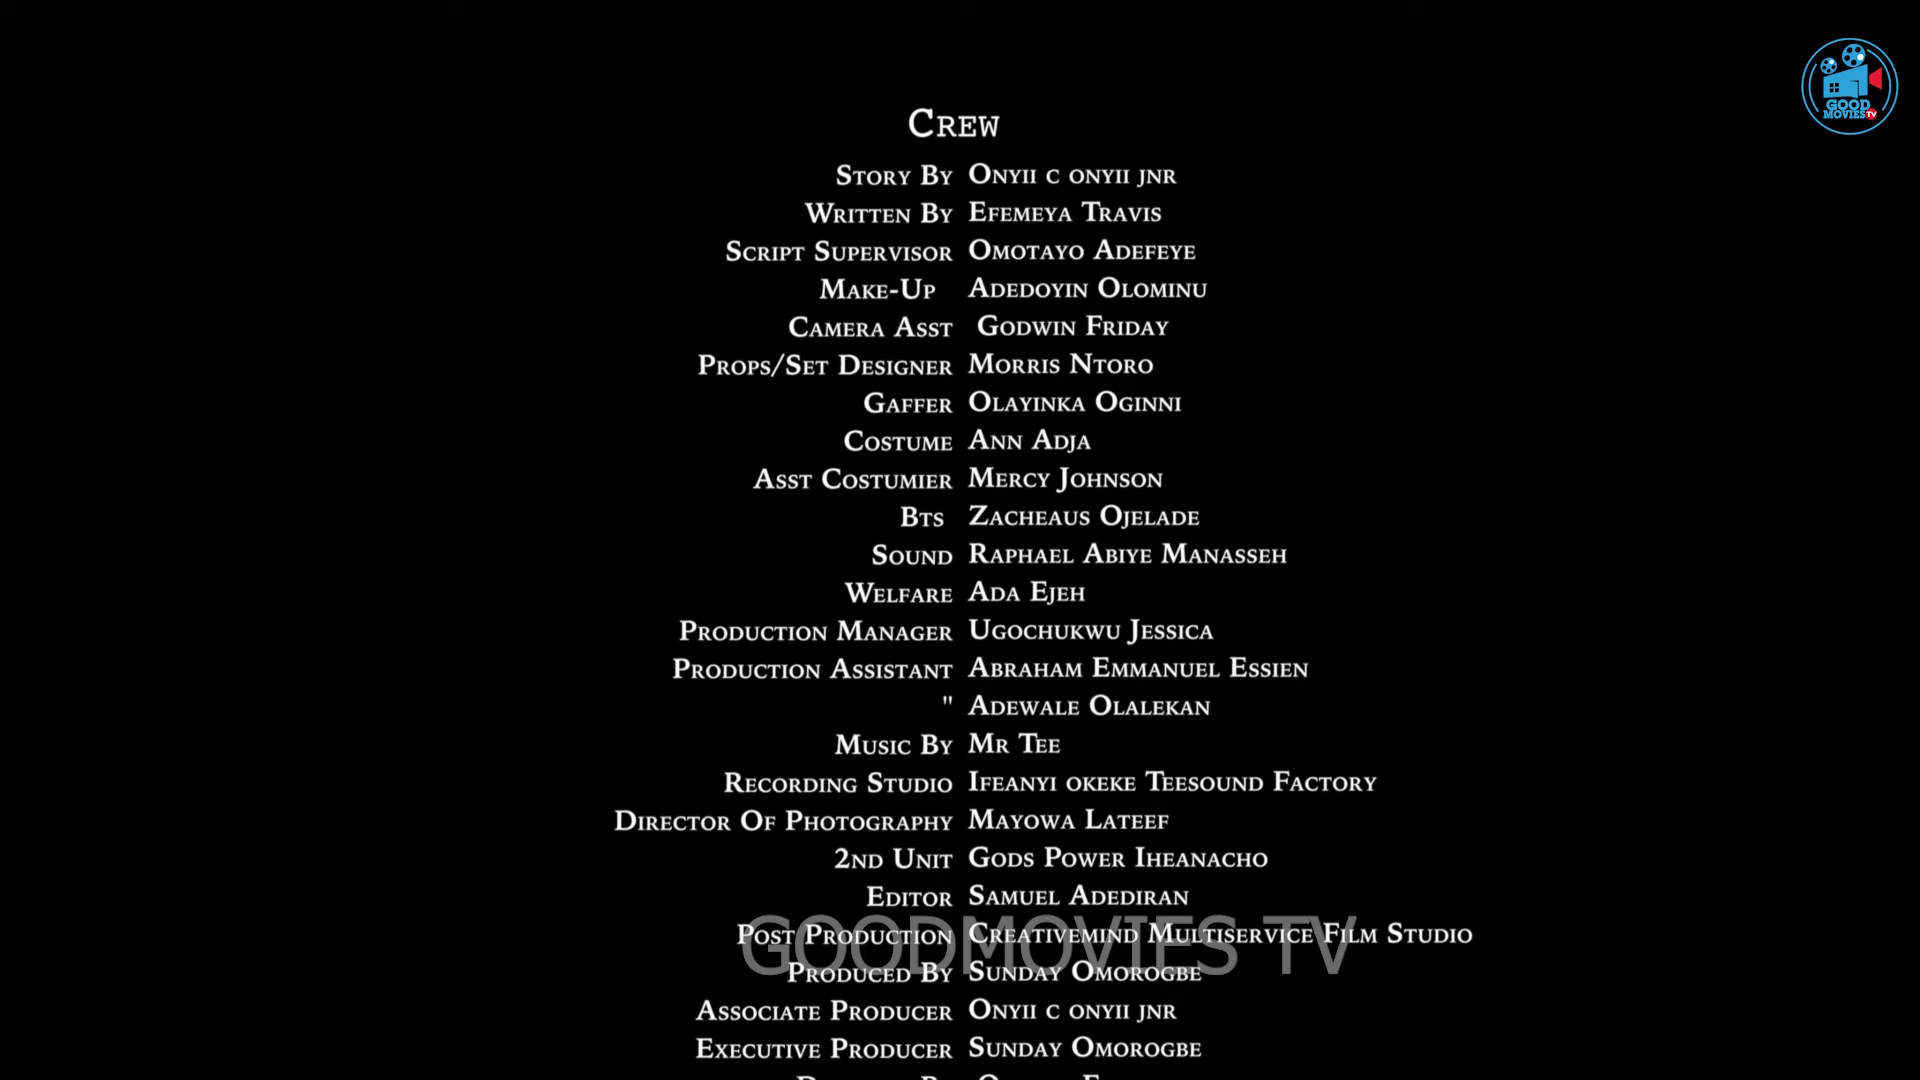 GOOD
MOVIES TV
Crew
Story By Onyii c onyii jnr
Written By Efemeya Travis
Script Supervisor Omotayo Adefeye
Make-Up Adedoyin Olominu
Camera Asst Godwin Friday
Props/Set Designer Morris Ntoro
Gaffer Olayinka Oginni
Costume Ann Adja
Asst Costumier Mercy Johnson
Bts Zacheaus Ojelade
Sound Raphael Abiye Manasseh
Welfare Ada Ejeh
Production Manager Ugochukwu Jessica
Production Assistant Abraham Emmanuel Essien
" Adewale Olalekan
Music By Mr Tee
Recording Studio Ifeanyi okeke Teesound Factory
Director Of Photography Mayowa Lateef
2nd Unit Gods Power Iheanacho
Editor Samuel Adediran
Post Production Creativemind Multiservice Film Studio
GOODMOVIES TV
Produced By Sunday Omorogbe
Associate Producer Onyii c onyii jnr
Executive Producer Sunday Omorogbe